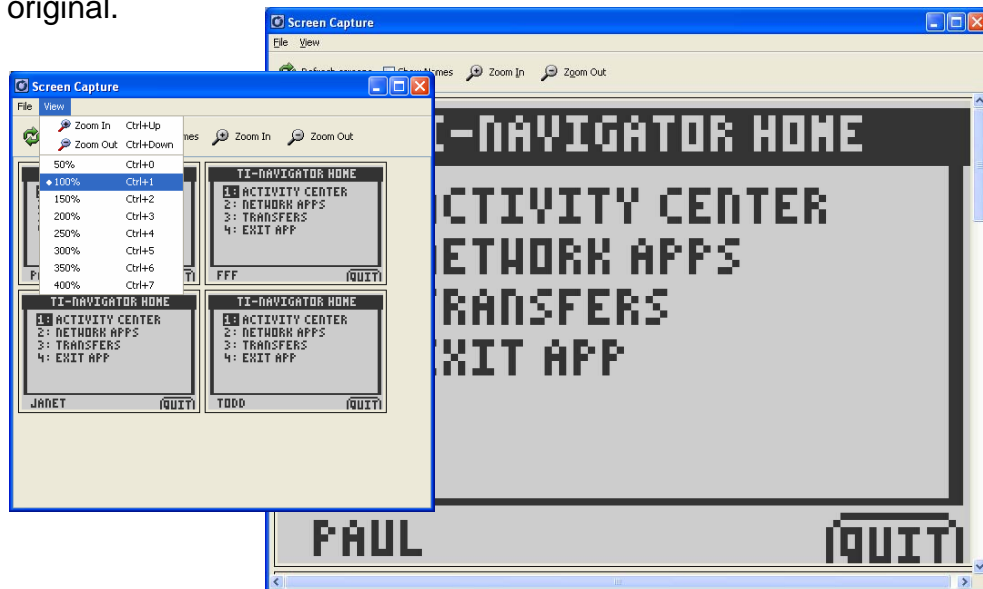 original.
Screen Capture
File View
Zoom In Zoom Out
I-NAVIGATOR HOME
CTIVITY CENTER
ETWORK APPS
RANSFERS
XIT APP
PAUL QUIT
Screen Capture
File View
mes Zoom In Zoom Out
Zoom In Ctrl+Up
Zoom Out Ctrl+Down
50% Ctrl+0
100% Ctrl+1
150% Ctrl+2
200% Ctrl+3
250% Ctrl+4
300% Ctrl+5
350% Ctrl+6
400% Ctrl+7
TI-NAVIGATOR HOME
1: ACTIVITY CENTER
2: NETWORK APPS
3: TRANSFERS
4: EXIT APP
FFF QUIT
TI-NAVIGATOR HOME
1: ACTIVITY CENTER
2: NETWORK APPS
3: TRANSFERS
4: EXIT APP
JANET QUIT
TI-NAVIGATOR HOME
1: ACTIVITY CENTER
2: NETWORK APPS
3: TRANSFERS
4: EXIT APP
TODD QUIT